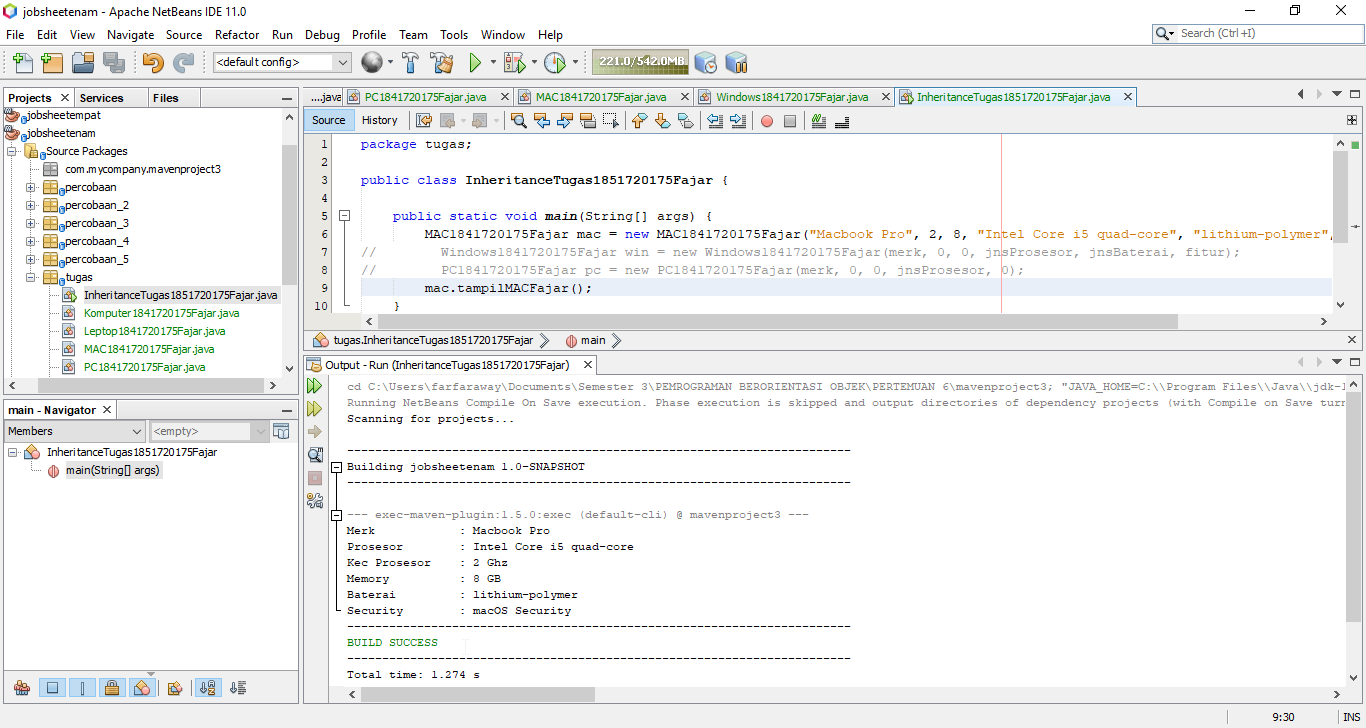 jobsheetenam - Apache NetBeans IDE 11.0
File Edit View Navigate Source Refactor Run Debug Profile Team Tools Window Help
Search (Ctrl+I)
<default config>
221.0/542.0MB
Projects Services Files
jobsheetempat
jobsheetenam
Source Packages
com.mycompany.mavenproject3
percobaan
percobaan_2
percobaan_3
percobaan_4
percobaan_5
tugas
InheritanceTugas1851720175Fajar.java
Komputer1841720175Fajar.java
Leptop1841720175Fajar.java
MAC1841720175Fajar.java
PC1841720175Fajar.java
main - Navigator
Members
<empty>
InheritanceTugas1851720175Fajar
main(String[] args)
....java PC1841720175Fajar.java MAC1841720175Fajar.java Windows1841720175Fajar.java InheritanceTugas1851720175Fajar.java
Source History
1 package tugas;
2
3 public class InheritanceTugas1851720175Fajar {
4
5 public static void main(String[] args) {
6 MAC1841720175Fajar mac = new MAC1841720175Fajar("Macbook Pro", 2, 8, "Intel Core i5 quad-core", "lithium-polymer",
7 // Windows1841720175Fajar win = new Windows1841720175Fajar(merk, 0, 0, jnsProsesor, jnsBaterai, fitur);
8 // PC1841720175Fajar pc = new PC1841720175Fajar(merk, 0, 0, jnsProsesor, 0);
9 mac.tampilMACFajar();
10 }
tugas.InheritanceTugas1851720175Fajar main
Output - Run (InheritanceTugas1851720175Fajar)
cd C:\Users\farfaraway\Documents\Semester 3\PEMROGRAMAN BERORIENTASI OBJEK\PERTEMUAN 6\mavenproject3; "JAVA_HOME=C:\\Program Files\\Java\\jdk-1
Running NetBeans Compile On Save execution. Phase execution is skipped and output directories of dependency projects (with Compile on Save turn
Scanning for projects...
------------------------------------------------------------------------
Building jobsheetenam 1.0-SNAPSHOT
------------------------------------------------------------------------
--- exec-maven-plugin:1.5.0:exec (default-cli) @ mavenproject3 ---
Merk : Macbook Pro
Prosesor : Intel Core i5 quad-core
Kec Prosesor : 2 Ghz
Memory : 8 GB
Baterai : lithium-polymer
Security : macOS Security
------------------------------------------------------------------------
BUILD SUCCESS
------------------------------------------------------------------------
Total time: 1.274 s
9:30 INS